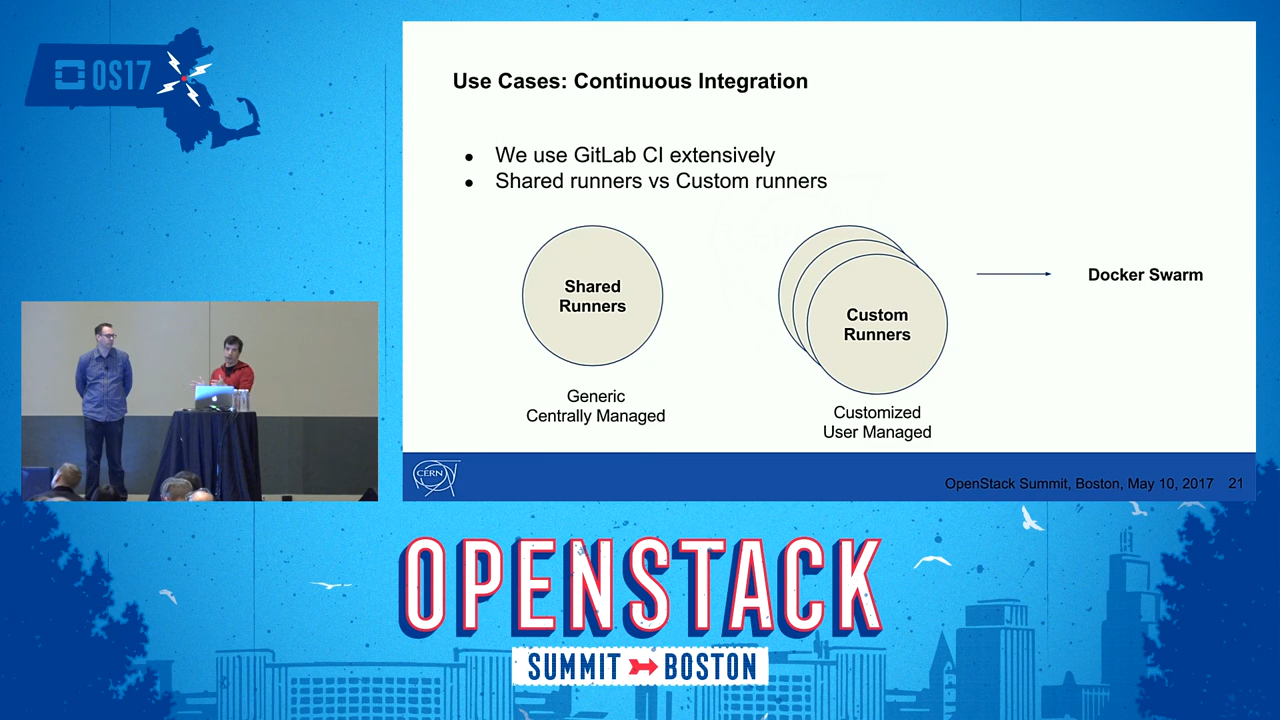 OS17
Use Cases: Continuous Integration
● We use GitLab CI extensively
● Shared runners vs Custom runners
Shared
Runners
Generic
Centrally Managed
Custom
Runners
Customized
User Managed
Docker Swarm
CERN
OpenStack Summit, Boston, May 10, 2017 21
OPENSTACK
SUMMIT BOSTON